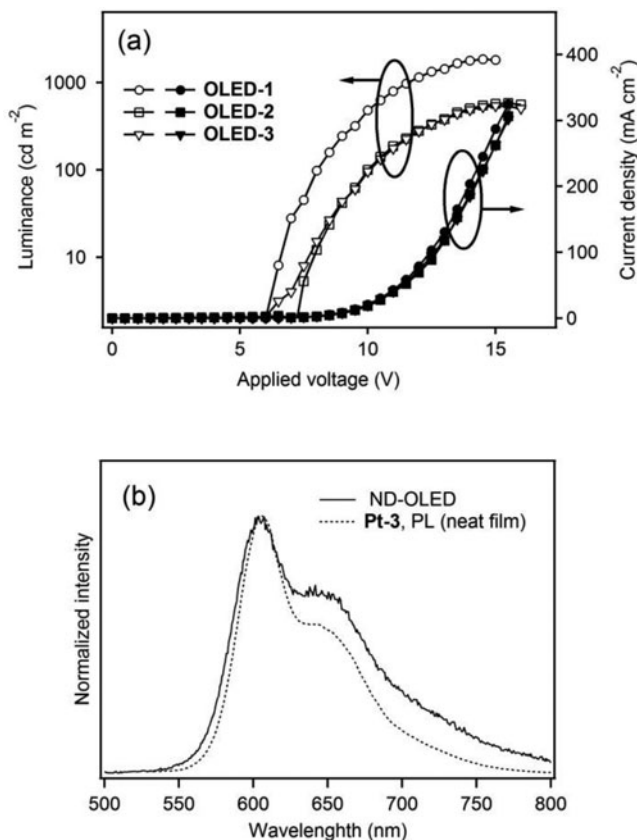 (a)
OLED-1
OLED-2
OLED-3
Luminance (cd m⁻²)
1000
100
10
Current density (mA cm⁻²)
400
300
200
100
0
0 5 10 15
Applied voltage (V)
(b)
ND-OLED
Pt-3, PL (neat film)
Normalized intensity
500 550 600 650 700 750 800
Wavelenghth (nm)